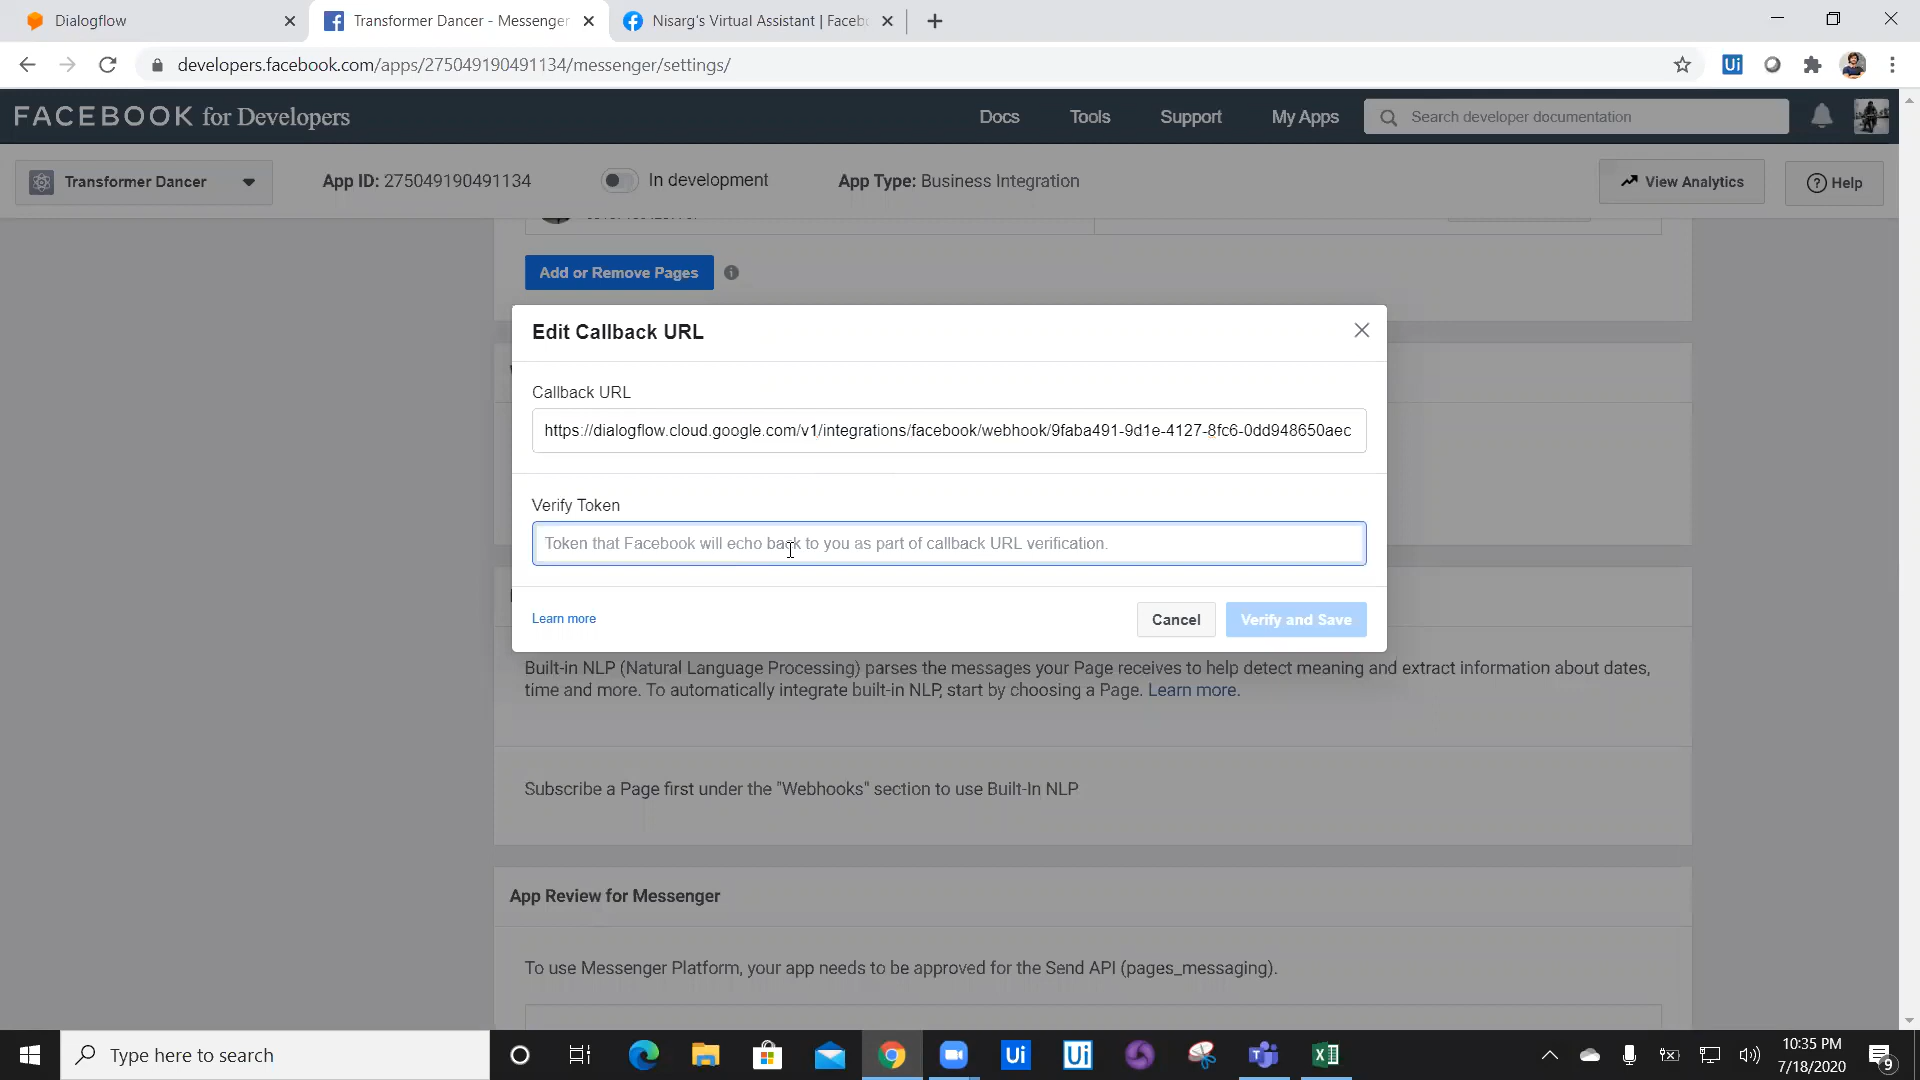 Dialogflow
Transformer Dancer - Messenger
Nisarg's Virtual Assistant | Faceb
developers.facebook.com/apps/275049190491134/messenger/settings/
FACEBOOK for Developers
Docs
Tools
Support
My Apps
Search developer documentation
Transformer Dancer
App ID: 275049190491134
In development
App Type: Business Integration
View Analytics
Help
Add or Remove Pages
Edit Callback URL
Callback URL
https://dialogflow.cloud.google.com/v1/integrations/facebook/webhook/9faba491-9d1e-4127-8fc6-0dd948650aec
Verify Token
Token that Facebook will echo back to you as part of callback URL verification.
Learn more
Cancel
Verify and Save
Built-in NLP (Natural Language Processing) parses the messages your Page receives to help detect meaning and extract information about dates,
time and more. To automatically integrate built-in NLP, start by choosing a Page. Learn more.
Subscribe a Page first under the "Webhooks" section to use Built-In NLP
App Review for Messenger
To use Messenger Platform, your app needs to be approved for the Send API (pages_messaging).
Type here to search
10:35 PM
7/18/2020
9